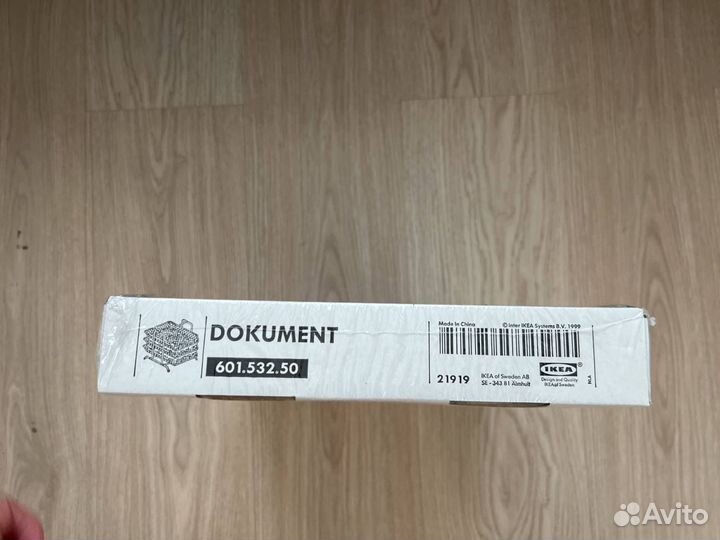 DOKUMENT
601.532.50
Made in China
© Inter IKEA Systems B.V. 1999
21919
IKEA of Sweden AB
SE - 343 81 Älmhult
IKEA®
Design and Quality
IKEA of Sweden
Avito